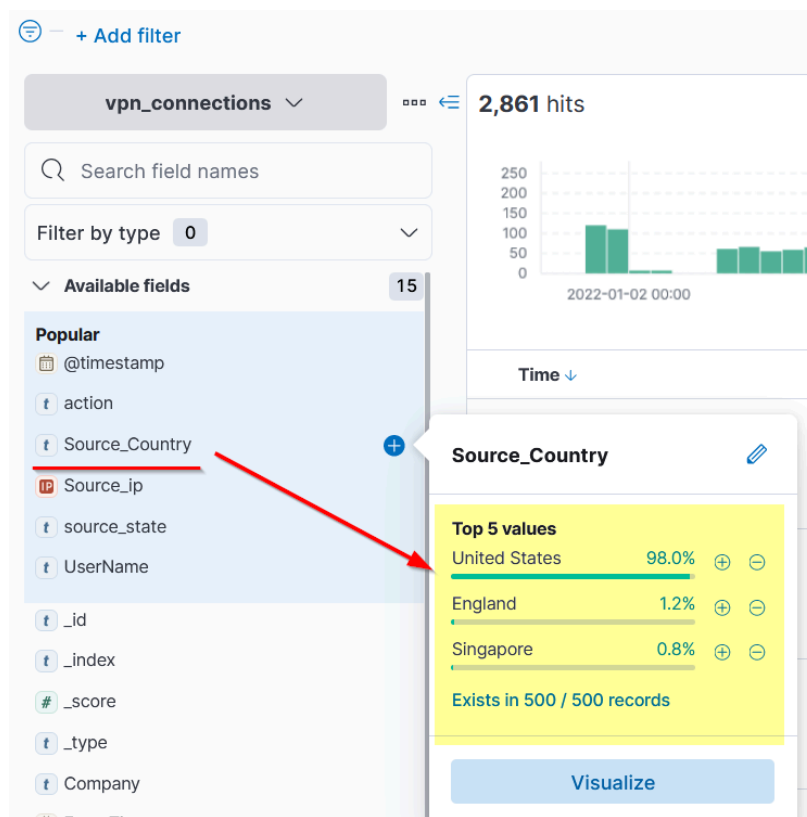 + Add filter
vpn_connections
2,861 hits
Search field names
Filter by type 0
Available fields 15
250
200
150
100
50
0
2022-01-02 00:00
Time
Popular
@timestamp
t action
t Source_Country
IP Source_ip
t source_state
t UserName
t _id
t _index
# _score
t _type
t Company
Source_Country
Top 5 values
United States 98.0%
England 1.2%
Singapore 0.8%
Exists in 500 / 500 records
Visualize